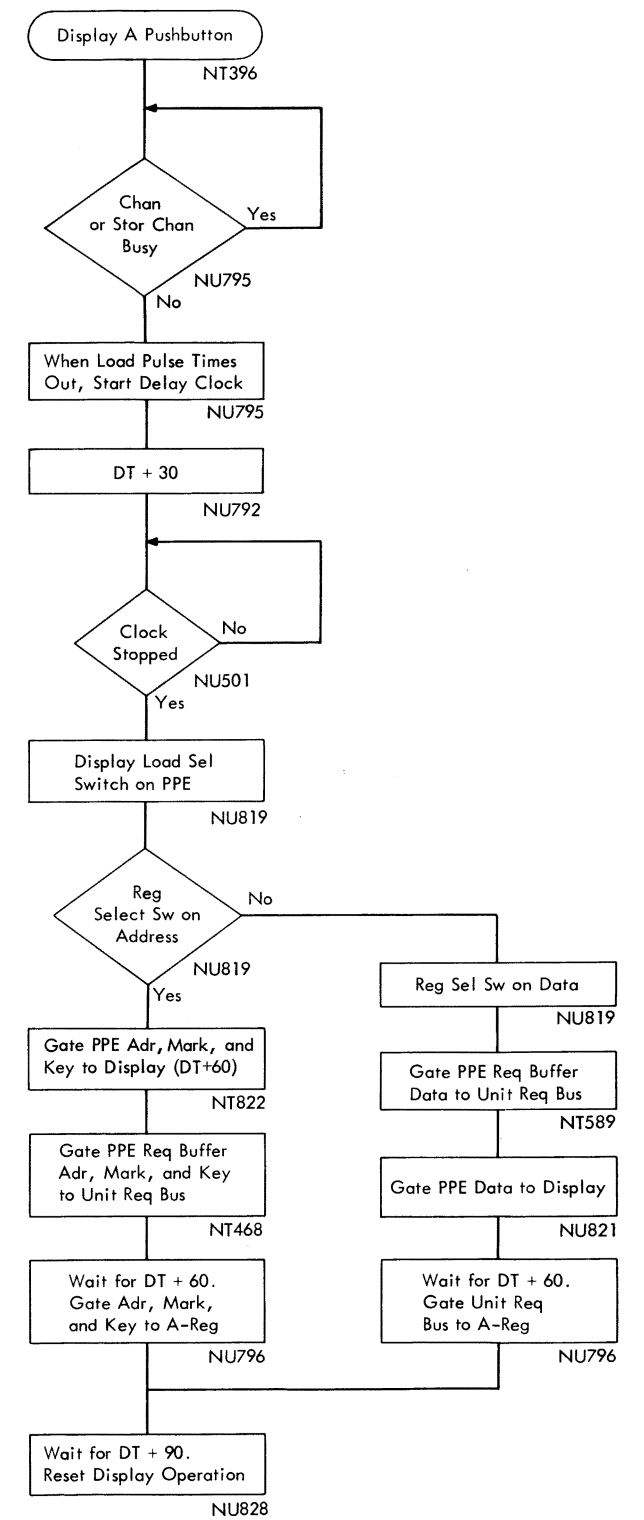 Display A Pushbutton
NT396
Chan
or Stor Chan
Busy
Yes
NU795
No
When Load Pulse Times
Out, Start Delay Clock
NU795
DT + 30
NU792
Clock
Stopped
No
NU501
Yes
Display Load Sel
Switch on PPE
NU819
Reg
Select Sw on
Address
No
NU819
Yes
Reg Sel Sw on Data
NU819
Gate PPE Adr, Mark, and
Key to Display (DT+60)
NT822
Gate PPE Req Buffer
Data to Unit Req Bus
NT589
Gate PPE Req Buffer
Adr, Mark, and Key
to Unit Req Bus
NT468
Gate PPE Data to Display
NU821
Wait for DT + 60.
Gate Adr, Mark,
and Key to A-Reg
NU796
Wait for DT + 60.
Gate Unit Req
Bus to A-Reg
NU796
Wait for DT + 90.
Reset Display Operation
NU828